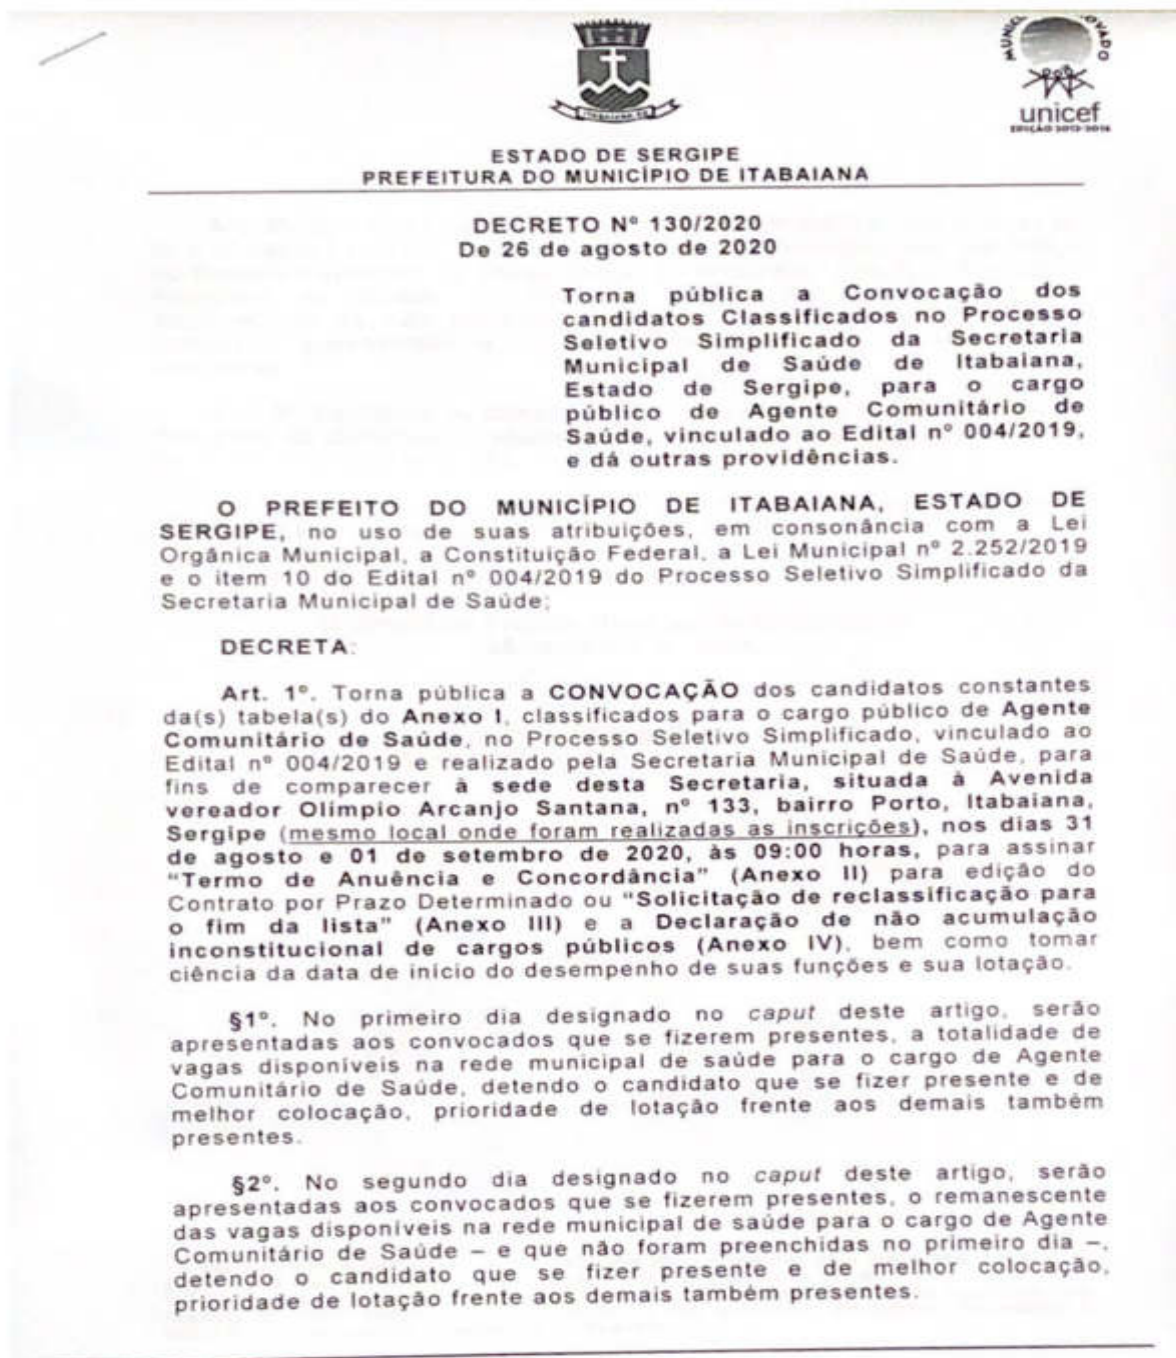 MUNICÍ OVADO
unicef
EDIÇÃO 2013-2016
ITABAIANA-SE
ESTADO DE SERGIPE
PREFEITURA DO MUNICÍPIO DE ITABAIANA
DECRETO Nº 130/2020
De 26 de agosto de 2020
Torna pública a Convocação dos
candidatos Classificados no Processo
Seletivo Simplificado da Secretaria
Municipal de Saúde de Itabaiana,
Estado de Sergipe, para o cargo
público de Agente Comunitário de
Saúde, vinculado ao Edital nº 004/2019,
e dá outras providências.
O PREFEITO DO MUNICÍPIO DE ITABAIANA, ESTADO DE
SERGIPE, no uso de suas atribuições, em consonância com a Lei
Orgânica Municipal, a Constituição Federal, a Lei Municipal nº 2.252/2019
e o item 10 do Edital nº 004/2019 do Processo Seletivo Simplificado da
Secretaria Municipal de Saúde;
DECRETA:
Art. 1º. Torna pública a CONVOCAÇÃO dos candidatos constantes
da(s) tabela(s) do Anexo I, classificados para o cargo público de Agente
Comunitário de Saúde, no Processo Seletivo Simplificado, vinculado ao
Edital nº 004/2019 e realizado pela Secretaria Municipal de Saúde, para
fins de comparecer à sede desta Secretaria, situada à Avenida
vereador Olimpio Arcanjo Santana, nº 133, bairro Porto, Itabaiana,
Sergipe (mesmo local onde foram realizadas as inscrições), nos dias 31
de agosto e 01 de setembro de 2020, às 09:00 horas, para assinar
“Termo de Anuência e Concordância” (Anexo II) para edição do
Contrato por Prazo Determinado ou “Solicitação de reclassificação para
o fim da lista” (Anexo III) e a Declaração de não acumulação
inconstitucional de cargos públicos (Anexo IV), bem como tomar
ciência da data de início do desempenho de suas funções e sua lotação.
§1º. No primeiro dia designado no caput deste artigo, serão
apresentadas aos convocados que se fizerem presentes, a totalidade de
vagas disponíveis na rede municipal de saúde para o cargo de Agente
Comunitário de Saúde, detendo o candidato que se fizer presente e de
melhor colocação, prioridade de lotação frente aos demais também
presentes.
§2º. No segundo dia designado no caput deste artigo, serão
apresentadas aos convocados que se fizerem presentes, o remanescente
das vagas disponíveis na rede municipal de saúde para o cargo de Agente
Comunitário de Saúde – e que não foram preenchidas no primeiro dia –,
detendo o candidato que se fizer presente e de melhor colocação,
prioridade de lotação frente aos demais também presentes.